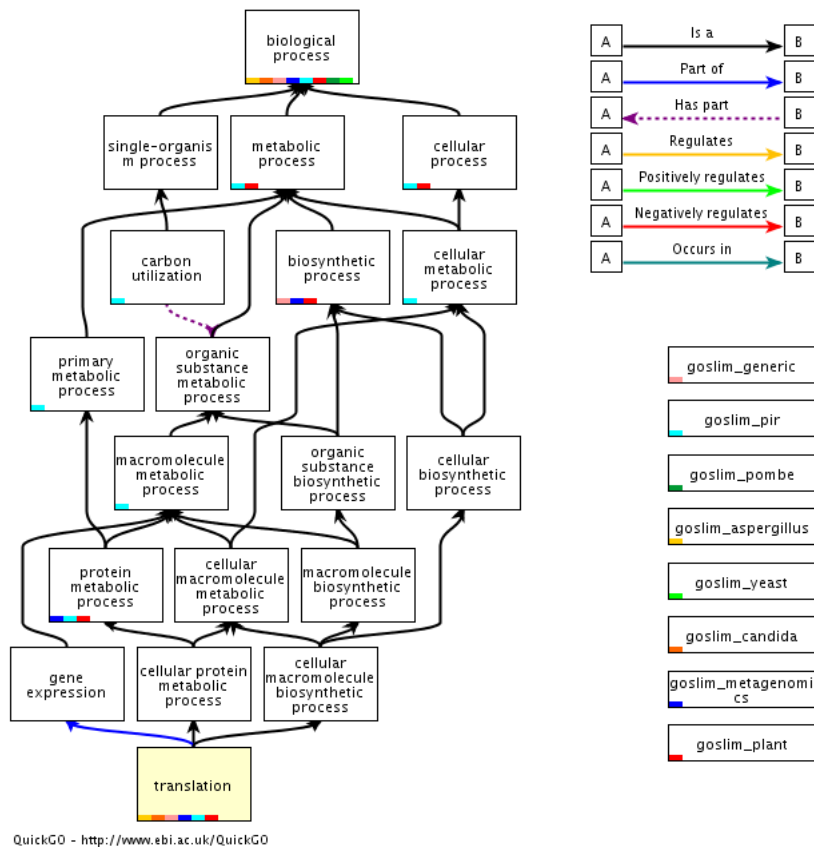 biological
process
A
Is a
B
A
Part of
B
A
Has part
B
A
Regulates
B
A
Positively regulates
B
A
Negatively regulates
B
A
Occurs in
B
single-organis
m process
metabolic
process
cellular
process
carbon
utilization
biosynthetic
process
cellular
metabolic
process
primary
metabolic
process
organic
substance
metabolic
process
macromolecule
metabolic
process
organic
substance
biosynthetic
process
cellular
biosynthetic
process
protein
metabolic
process
cellular
macromolecule
metabolic
process
macromolecule
biosynthetic
process
gene
expression
cellular protein
metabolic
process
cellular
macromolecule
biosynthetic
process
translation
goslim_generic
goslim_pir
goslim_pombe
goslim_aspergillus
goslim_yeast
goslim_candida
goslim_metagenomi
cs
goslim_plant
QuickGO - http://www.ebi.ac.uk/QuickGO